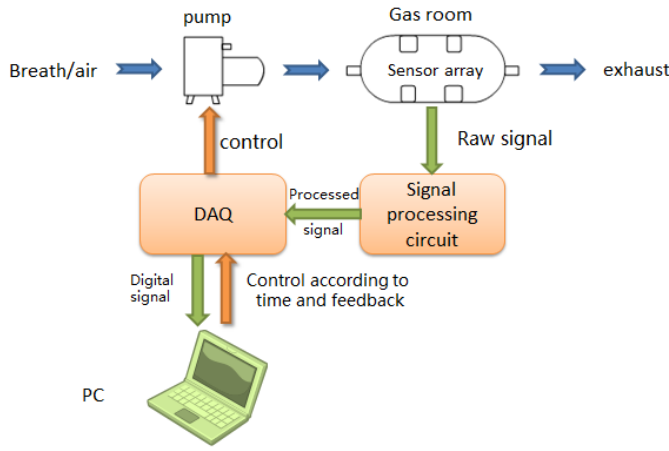 pump
Gas room
Breath/air
Sensor array
exhaust
control
Raw signal
DAQ
Processed
signal
Signal
processing
circuit
Digital
signal
Control according to
time and feedback
PC